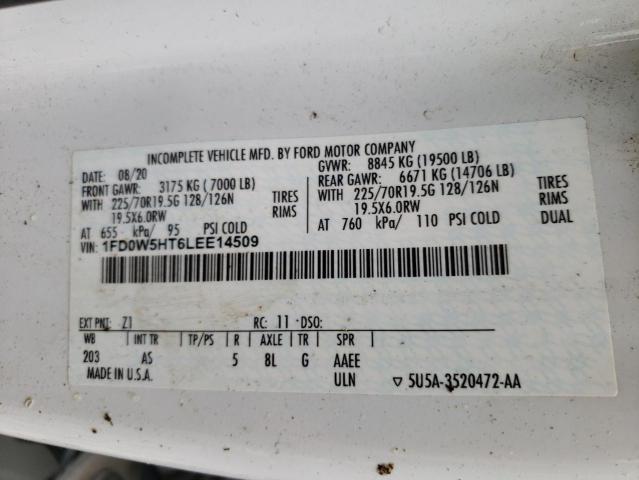 INCOMPLETE VEHICLE MFD. BY FORD MOTOR COMPANY
DATE: 08/20 GVWR: 8845 KG (19500 LB)
FRONT GAWR: 3175 KG (7000 LB) REAR GAWR: 6671 KG (14706 LB)
WITH 225/70R19.5G 128/126N TIRES WITH 225/70R19.5G 128/126N TIRES
19.5X6.0RW RIMS 19.5X6.0RW RIMS
AT 655 kPa/ 95 PSI COLD AT 760 kPa/ 110 PSI COLD DUAL
VIN: 1FD0W5HT6LEE14509
EXT PNT: Z1 RC: 11 DSO:
WB INT TR TP/PS R AXLE TR SPR
203 AS 5 8L G AAEE
MADE IN U.S.A. ULN ▽ 5U5A-3520472-AA